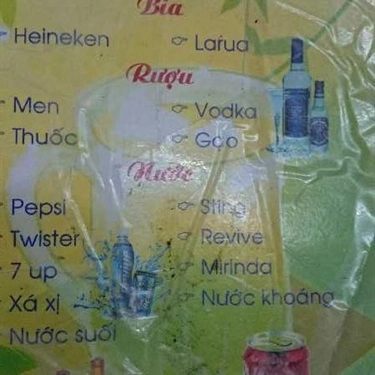 Bia
Heineken
Larua
Rượu
Men
Vodka
Thuốc
Gạo
Nước
Pepsi
Sting
Twister
Revive
7 up
Mirinda
Xá xị
Nước khoáng
Nước suối